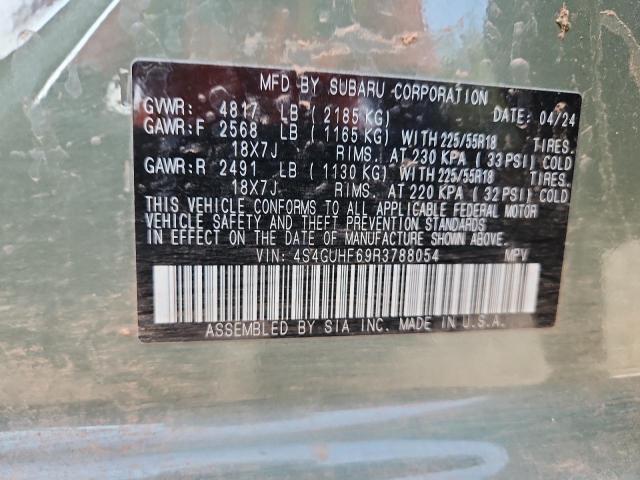 MFD BY SUBARU CORPORATION
GVWR: 4817 LB (2185 KG) DATE: 04/24
GAWR:F 2568 LB (1165 KG) WITH 225/55R18 TIRES.
18X7J RIMS. AT 230 KPA (33 PSI) COLD
GAWR:R 2491 LB (1130 KG) WITH 225/55R18 TIRES.
18X7J RIMS. AT 220 KPA (32 PSI) COLD
THIS VEHICLE CONFORMS TO ALL APPLICABLE FEDERAL MOTOR
VEHICLE SAFETY AND THEFT PREVENTION STANDARDS
IN EFFECT ON THE DATE OF MANUFACTURE SHOWN ABOVE.
VIN: 4S4GUHF69R3788054 MPV
ASSEMBLED BY SIA INC. MADE IN U.S.A.